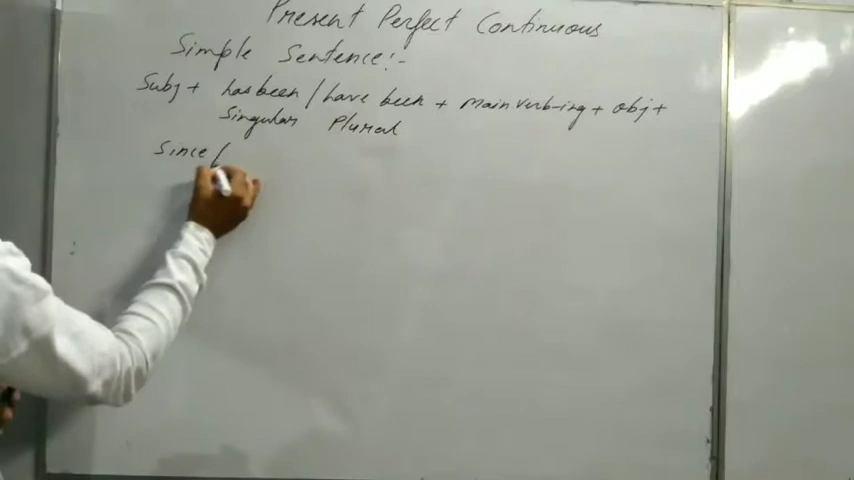 Present Perfect Continuous
Simple Sentence:-
Subj + has been / have been + main verb-ing + obj +
Singular Plural
Since /